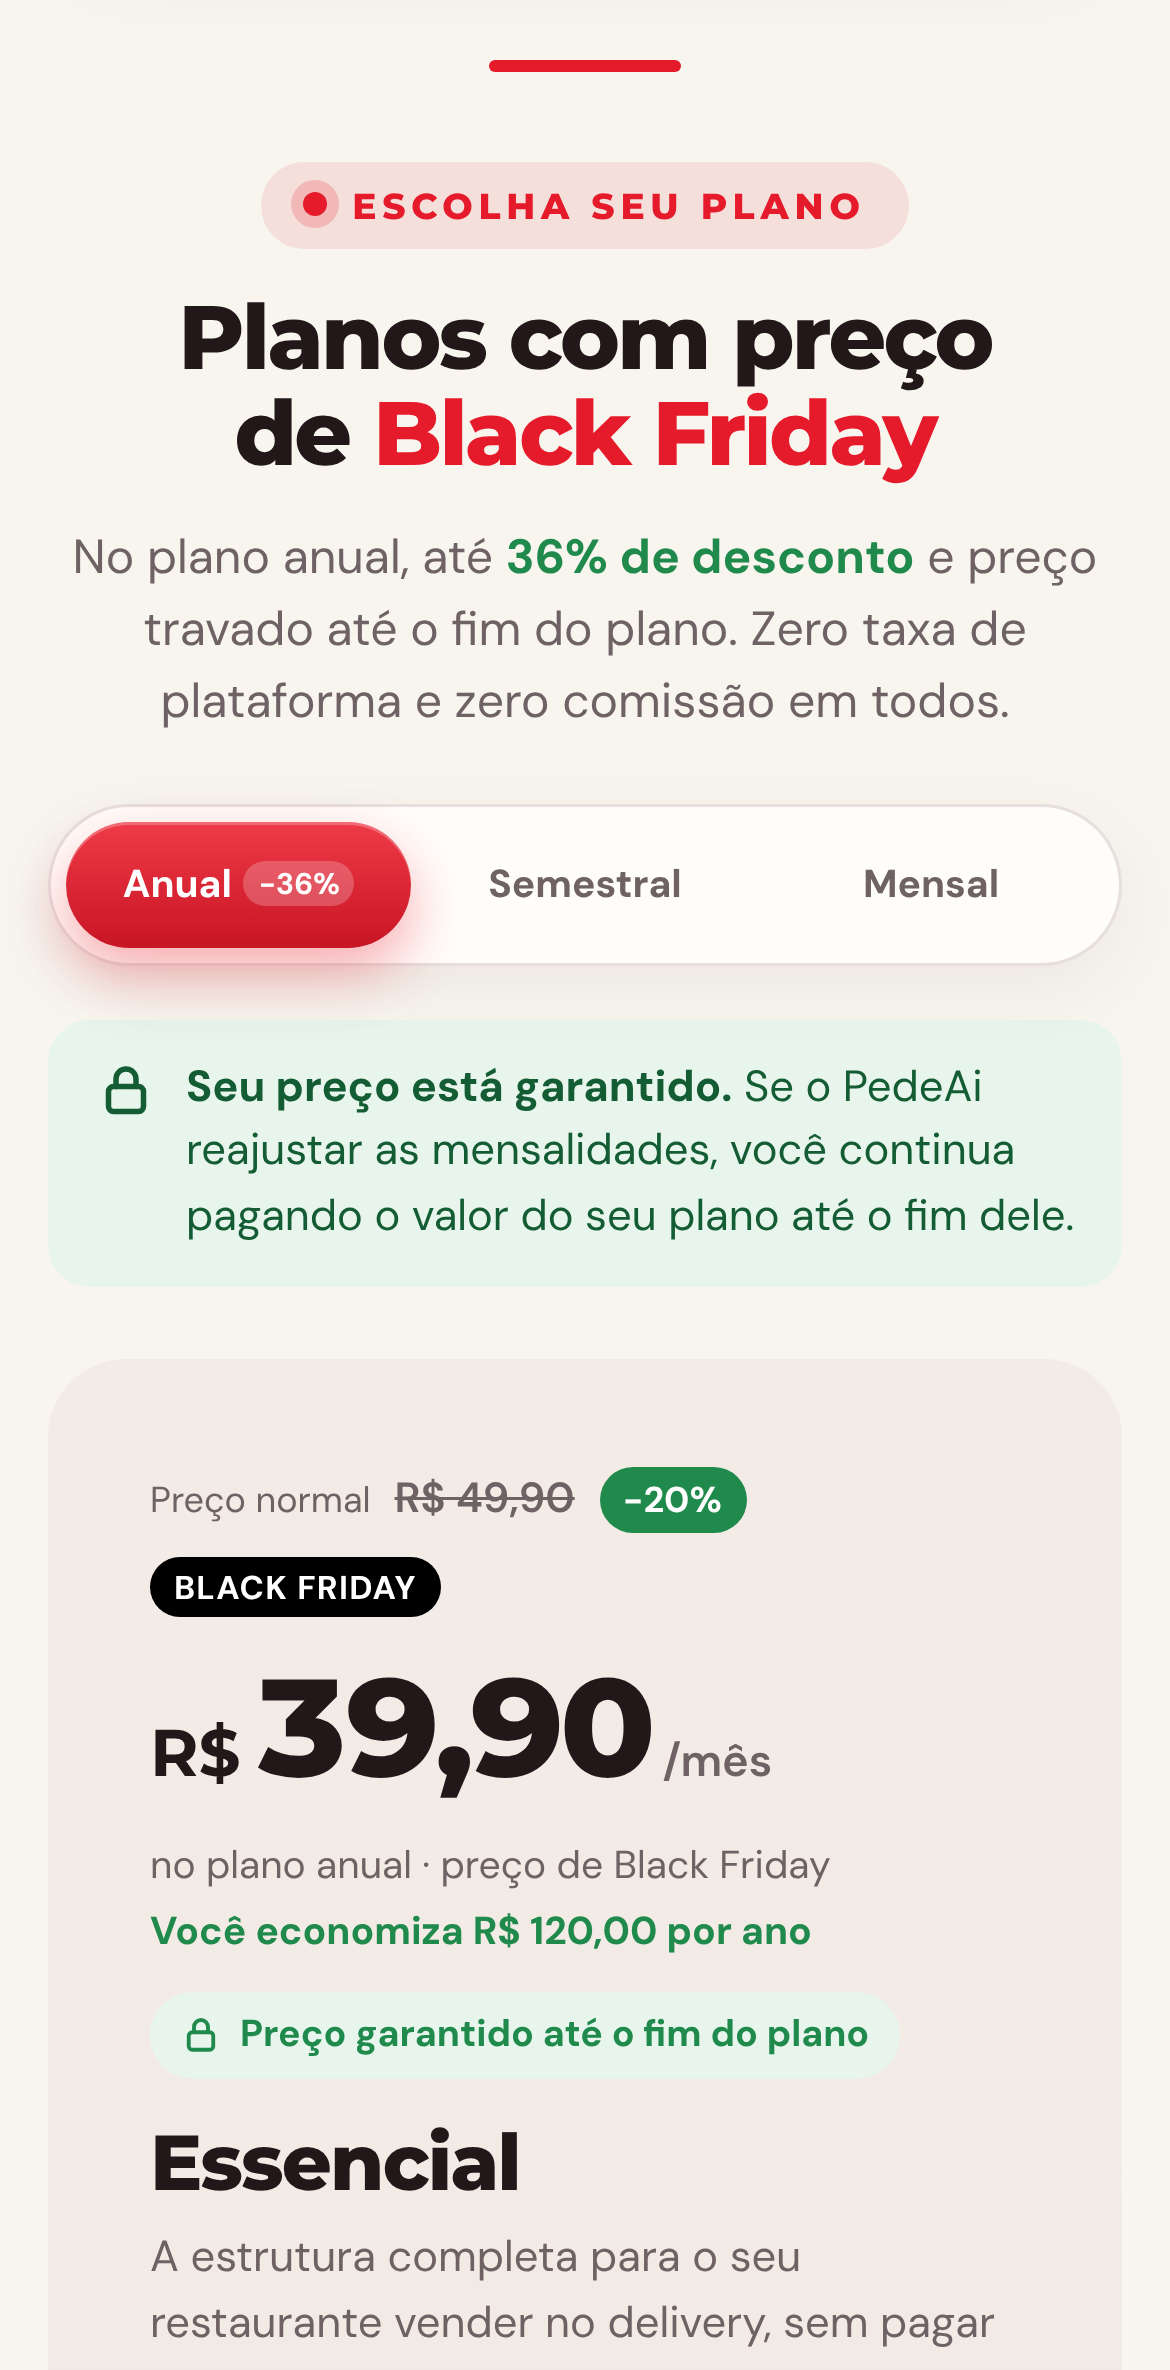 ESCOLHA SEU PLANO
Planos com preço
de Black Friday
No plano anual, até 36% de desconto e preço
travado até o fim do plano. Zero taxa de
plataforma e zero comissão em todos.
Anual -36% Semestral Mensal
Seu preço está garantido. Se o PedeAi
reajustar as mensalidades, você continua
pagando o valor do seu plano até o fim dele.
Preço normal R$ 49,90 -20%
BLACK FRIDAY
R$ 39,90 /mês
no plano anual · preço de Black Friday
Você economiza R$ 120,00 por ano
Preço garantido até o fim do plano
Essencial
A estrutura completa para o seu
restaurante vender no delivery, sem pagar